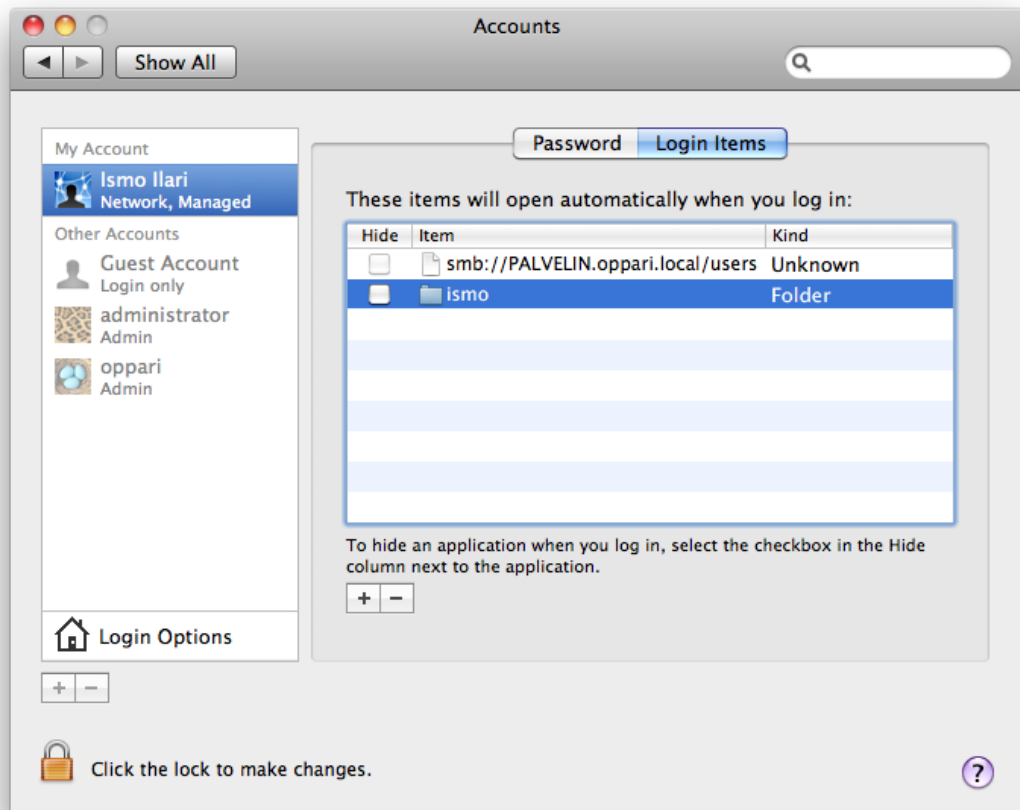 Accounts
Show All
My Account
Ismo Ilari
Network, Managed
Other Accounts
Guest Account
Login only
administrator
Admin
oppari
Admin
Login Options
Password Login Items
These items will open automatically when you log in:
Hide Item Kind
smb://PALVELIN.oppari.local/users Unknown
ismo Folder
To hide an application when you log in, select the checkbox in the Hide
column next to the application.
+ −
+ −
Click the lock to make changes.
?